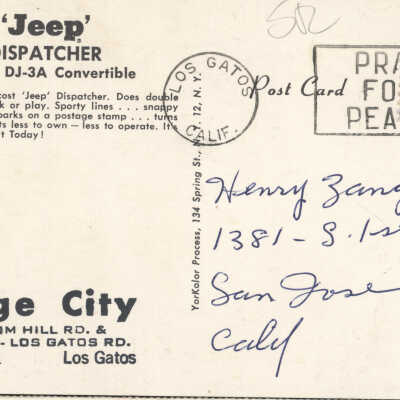 'Jeep'
DISPATCHER
DJ-3A Convertible
cost 'Jeep' Dispatcher. Does double
k or play. Sporty lines . . . snappy
parks on a postage stamp . . . turns
ts less to own — less to operate. It's
t Today!
ge City
OM HILL RD. &
- LOS GATOS RD.
Los Gatos
YorKolor Process, 134 Spring St., N. Y. 12, N. Y.
SR
LOS GATOS
CALIF.
Post Card
PRA
FO
PEA
Henry Zang
1381 - S. 1s
San Jose
Calif